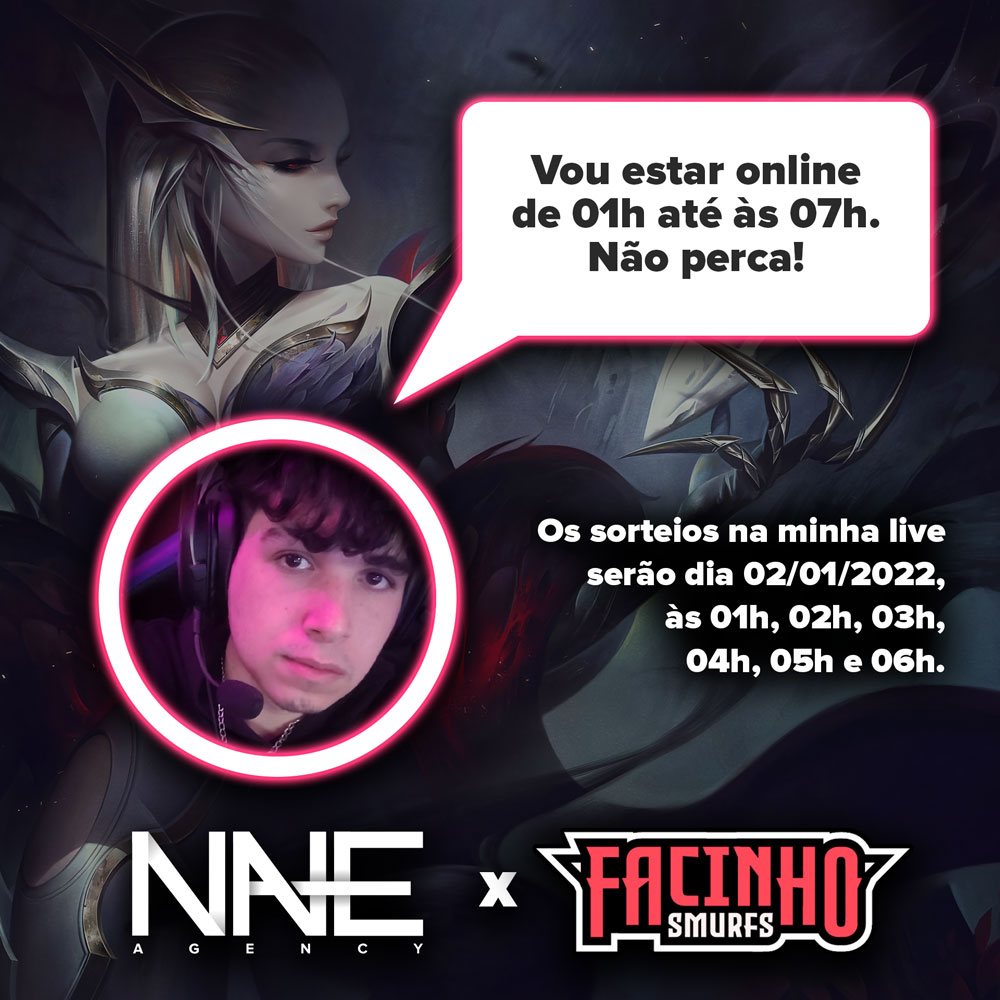 Vou estar online
de 01h até às 07h.
Não perca!
Os sorteios na minha live
serão dia 02/01/2022,
às 01h, 02h, 03h,
04h, 05h e 06h.
NNE
AGENCY
x
FACINHO
SMURFS